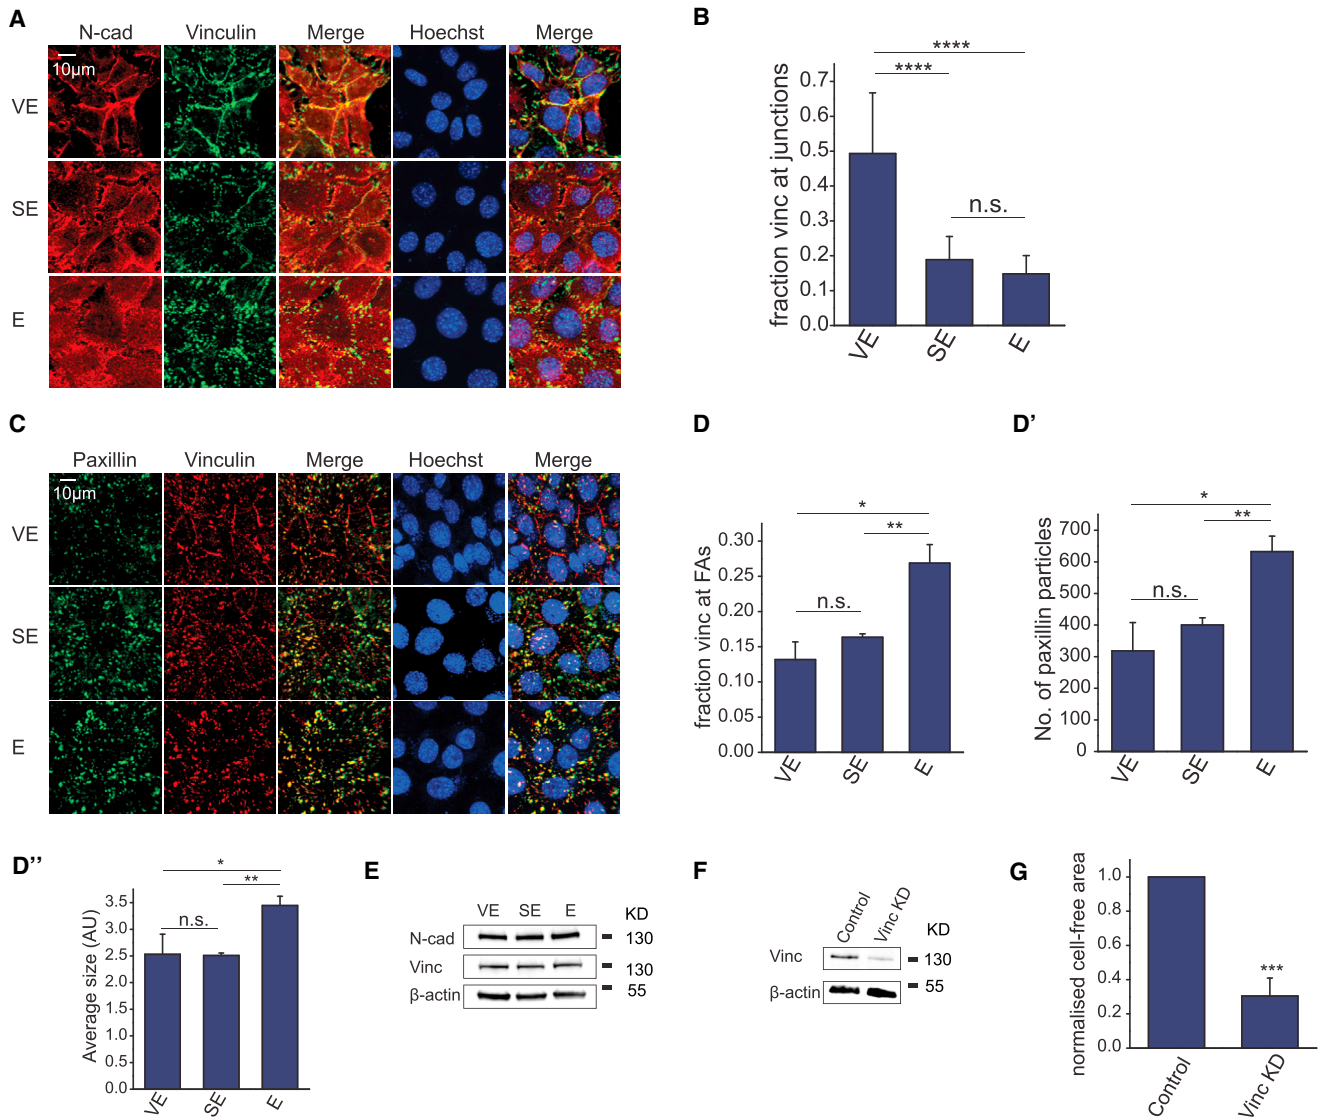 A
N-cad Vinculin Merge Hoechst Merge
10µm
VE
SE
E
B
****
****
n.s.
fraction vinc at junctions
0.7
0.6
0.5
0.4
0.3
0.2
0.1
0.0
VE SE E
C
Paxillin Vinculin Merge Hoechst Merge
10µm
VE
SE
E
D
*
**
n.s.
fraction vinc at FAs
0.30
0.25
0.20
0.15
0.10
0.05
0.00
VE SE E
D'
*
**
n.s.
No. of paxillin particles
700
600
500
400
300
200
100
0
VE SE E
D''
*
**
n.s.
Average size (AU)
3.5
3.0
2.5
2.0
1.5
1.0
0.5
0.0
VE SE E
E
VE SE E KD
N-cad 130
Vinc 130
β-actin 55
F
Control Vinc KD KD
Vinc 130
β-actin 55
G
normalised cell-free area
1.0
0.8
0.6
0.4
0.2
0.0
***
Control Vinc KD